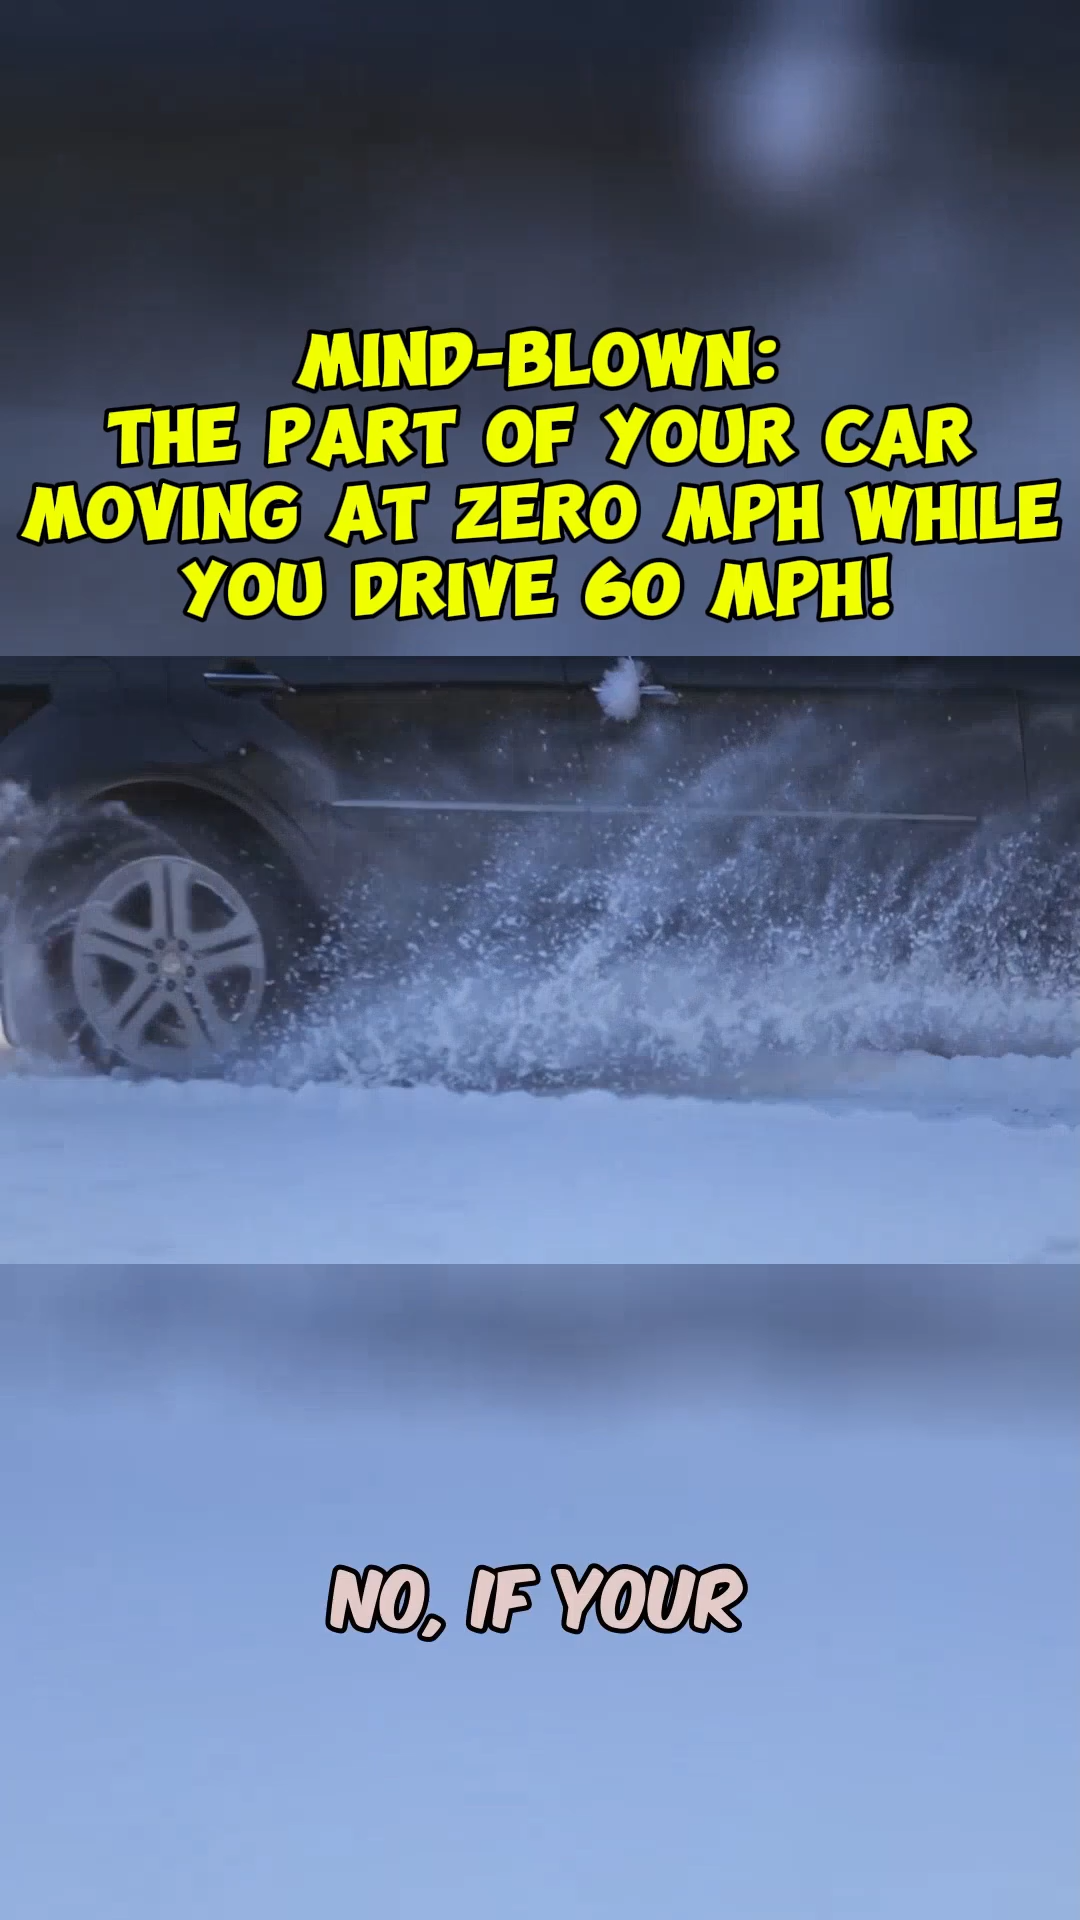 MIND-BLOWN:
THE PART OF YOUR CAR
MOVING AT ZERO MPH WHILE
YOU DRIVE 60 MPH!
NO, IF YOUR